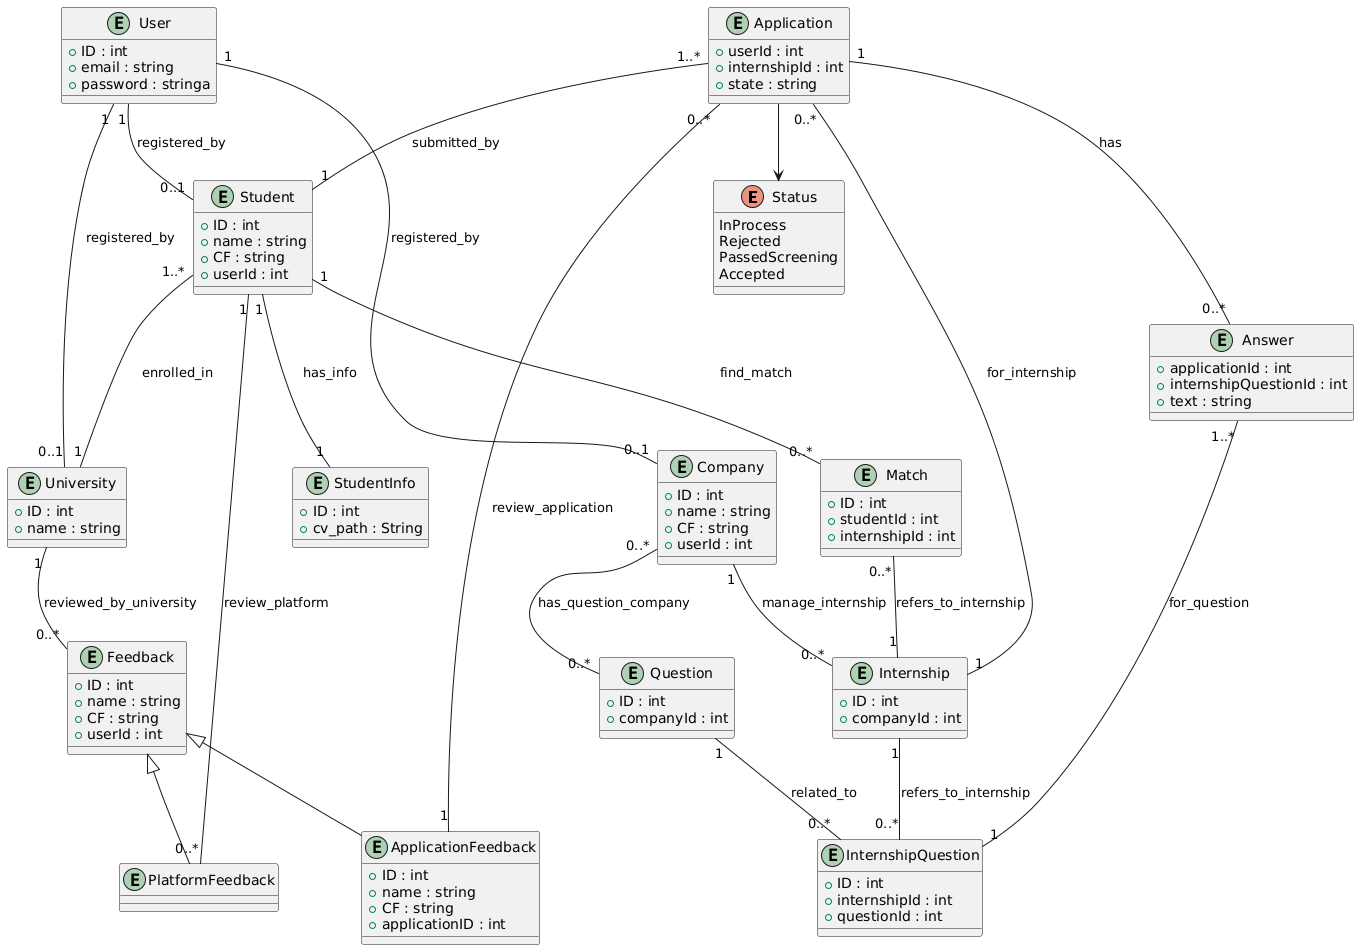 E User
ID : int
email : string
password : stringa
E Application
userId : int
internshipId : int
state : string
1
1..*
1
1
1
0..*
0..*
registered_by
submitted_by
has
0..1
1
E Student
ID : int
name : string
CF : string
userId : int
E Status
InProcess
Rejected
PassedScreening
Accepted
registered_by
registered_by
1..*
1
1
1
0..*
E Answer
applicationId : int
internshipQuestionId : int
text : string
enrolled_in
has_info
find_match
for_internship
0..1
1
1
0..1
0..*
1..*
E University
ID : int
name : string
E StudentInfo
ID : int
cv_path : String
E Company
ID : int
name : string
CF : string
userId : int
E Match
ID : int
studentId : int
internshipId : int
review_application
1
0..*
1
0..*
reviewed_by_university
review_platform
has_question_company
manage_internship
refers_to_internship
for_question
0..*
0..*
0..*
1
1
E Feedback
ID : int
name : string
CF : string
userId : int
E Question
ID : int
companyId : int
E Internship
ID : int
companyId : int
1
1
related_to
refers_to_internship
0..*
1
0..*
0..*
1
E PlatformFeedback
E ApplicationFeedback
ID : int
name : string
CF : string
applicationID : int
E InternshipQuestion
ID : int
internshipId : int
questionId : int